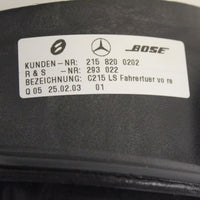 BOSE
KUNDEN-NR: 215 820 0202
R & S -NR: 293 022
BEZEICHNUNG: C215 LS Fahrertuer vo re
Q 05 25.02.03 01